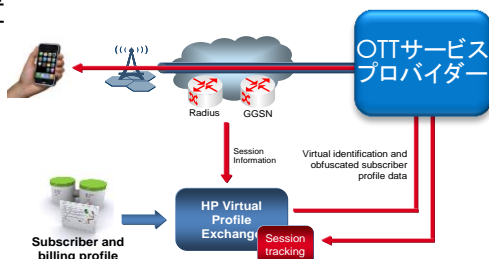 OTTサービス
プロバイダー
Radius
GGSN
Session
Information
Virtual identification and
obfuscated subscriber
profile data
HP Virtual
Profile
Exchange
Session
tracking
Subscriber and
billing profile